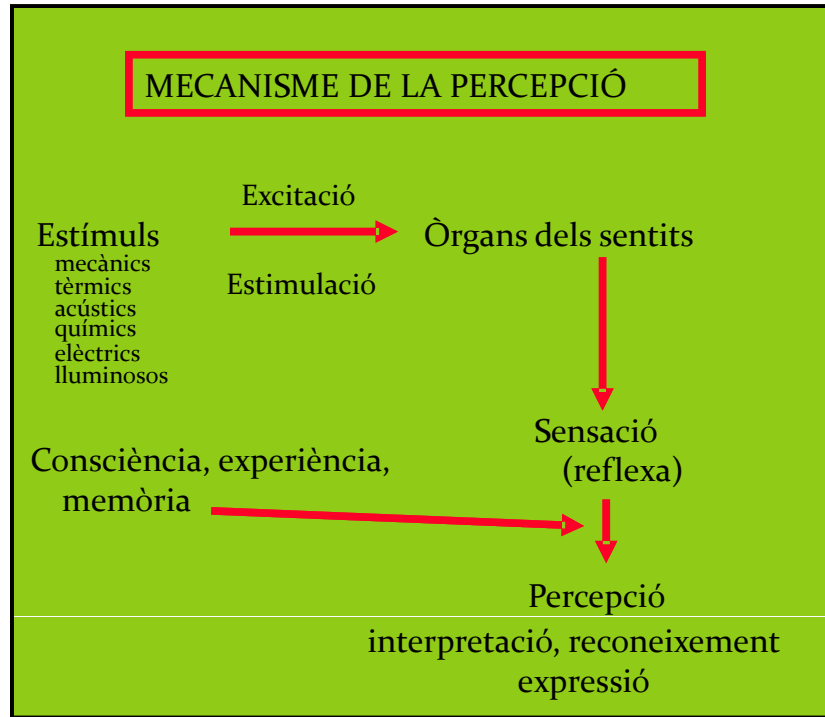 MECANISME DE LA PERCEPCIÓ
Excitació
Estímuls
Òrgans dels sentits
mecànics
tèrmics
acústics
químics
elèctrics
lluminosos
Estimulació
Sensació
(reflexa)
Consciència, experiència,
memòria
Percepció
interpretació, reconeixement
expressió